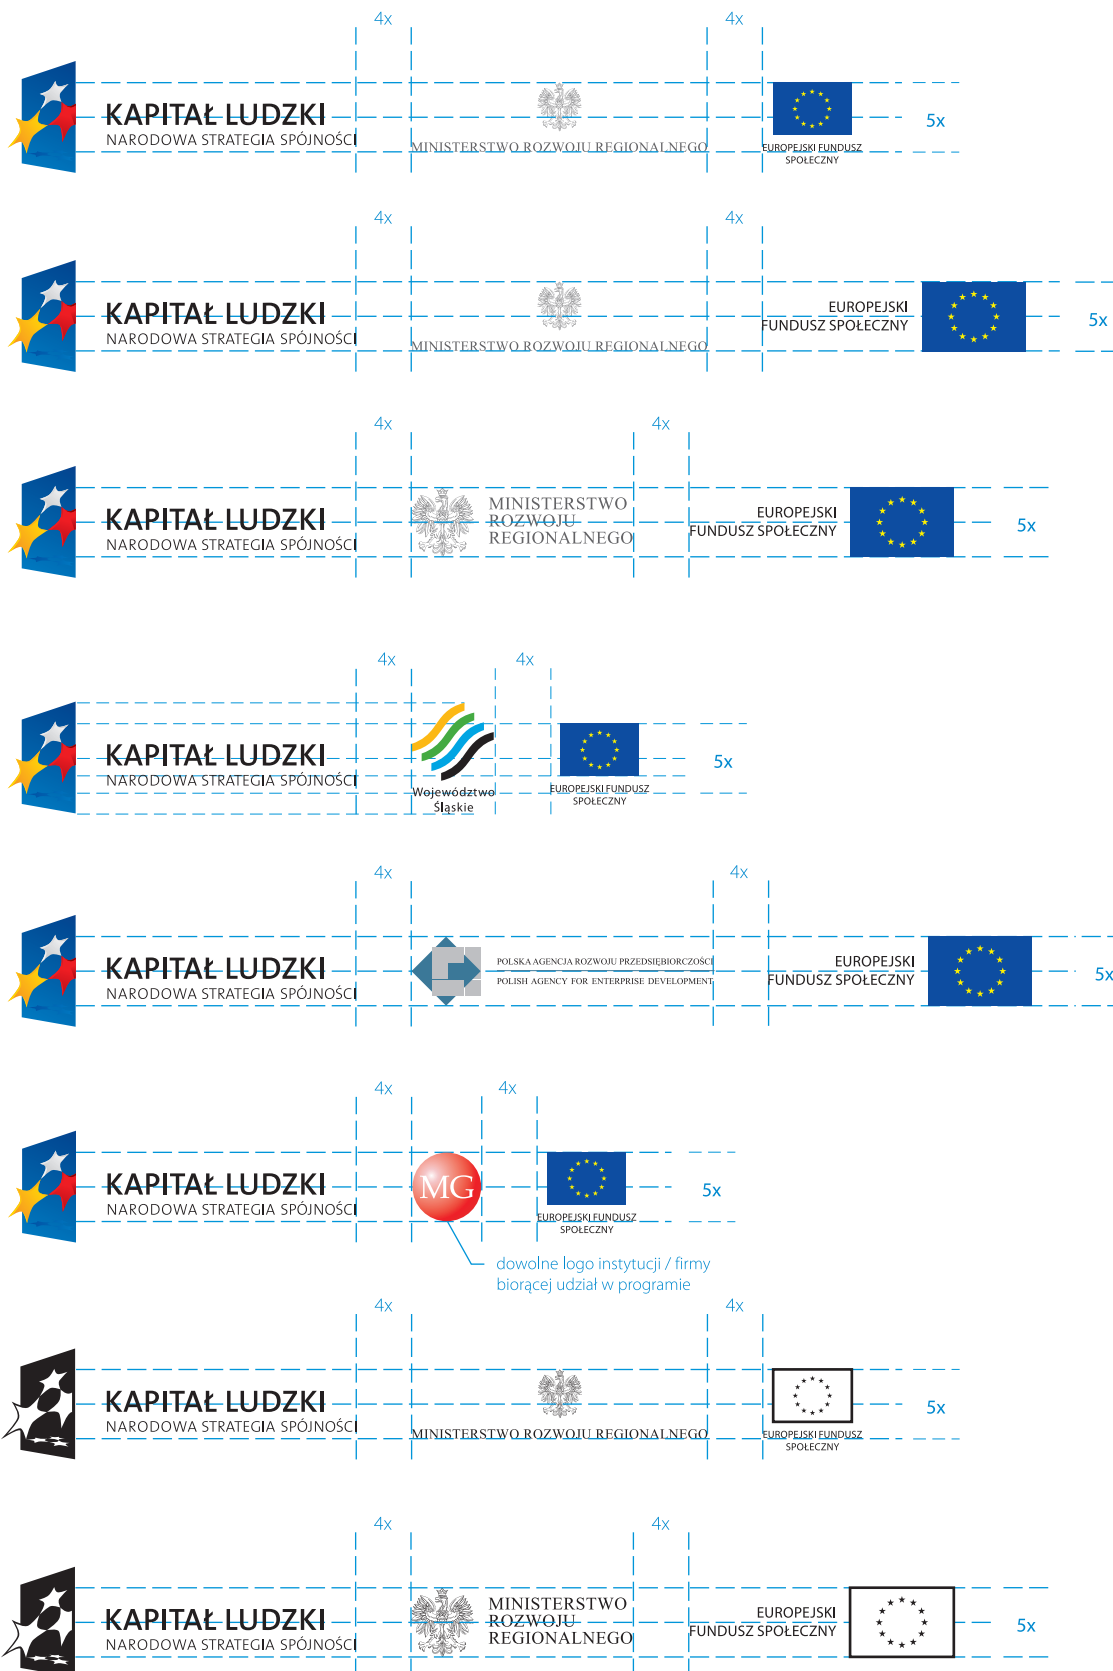 4x 4x
KAPITAŁ LUDZKI
NARODOWA STRATEGIA SPÓJNOŚCI
MINISTERSTWO ROZWOJU REGIONALNEGO
EUROPEJSKI FUNDUSZ
SPOŁECZNY
5x
4x 4x
KAPITAŁ LUDZKI
NARODOWA STRATEGIA SPÓJNOŚCI
MINISTERSTWO ROZWOJU REGIONALNEGO
EUROPEJSKI
FUNDUSZ SPOŁECZNY
5x
4x 4x
KAPITAŁ LUDZKI
NARODOWA STRATEGIA SPÓJNOŚCI
MINISTERSTWO
ROZWOJU
REGIONALNEGO
EUROPEJSKI
FUNDUSZ SPOŁECZNY
5x
4x 4x
KAPITAŁ LUDZKI
NARODOWA STRATEGIA SPÓJNOŚCI
Województwo
Śląskie
EUROPEJSKI FUNDUSZ
SPOŁECZNY
5x
4x 4x
KAPITAŁ LUDZKI
NARODOWA STRATEGIA SPÓJNOŚCI
POLSKA AGENCJA ROZWOJU PRZEDSIĘBIORCZOŚCI
POLISH AGENCY FOR ENTERPRISE DEVELOPMENT
EUROPEJSKI
FUNDUSZ SPOŁECZNY
5x
4x 4x
KAPITAŁ LUDZKI
NARODOWA STRATEGIA SPÓJNOŚCI
MG
EUROPEJSKI FUNDUSZ
SPOŁECZNY
5x
dowolne logo instytucji / firmy
biorącej udział w programie
4x 4x
KAPITAŁ LUDZKI
NARODOWA STRATEGIA SPÓJNOŚCI
MINISTERSTWO ROZWOJU REGIONALNEGO
EUROPEJSKI FUNDUSZ
SPOŁECZNY
5x
4x 4x
KAPITAŁ LUDZKI
NARODOWA STRATEGIA SPÓJNOŚCI
MINISTERSTWO
ROZWOJU
REGIONALNEGO
EUROPEJSKI
FUNDUSZ SPOŁECZNY
5x